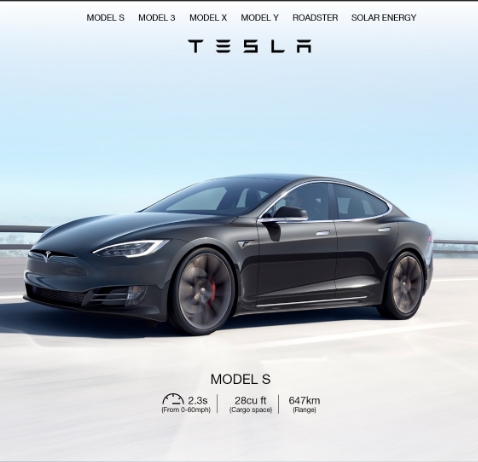 MODEL S MODEL 3 MODEL X MODEL Y ROADSTER SOLAR ENERGY
TESLA
MODEL S
2.3s 28cu ft 647km
(From 0-60mph) (Cargo space) (Range)